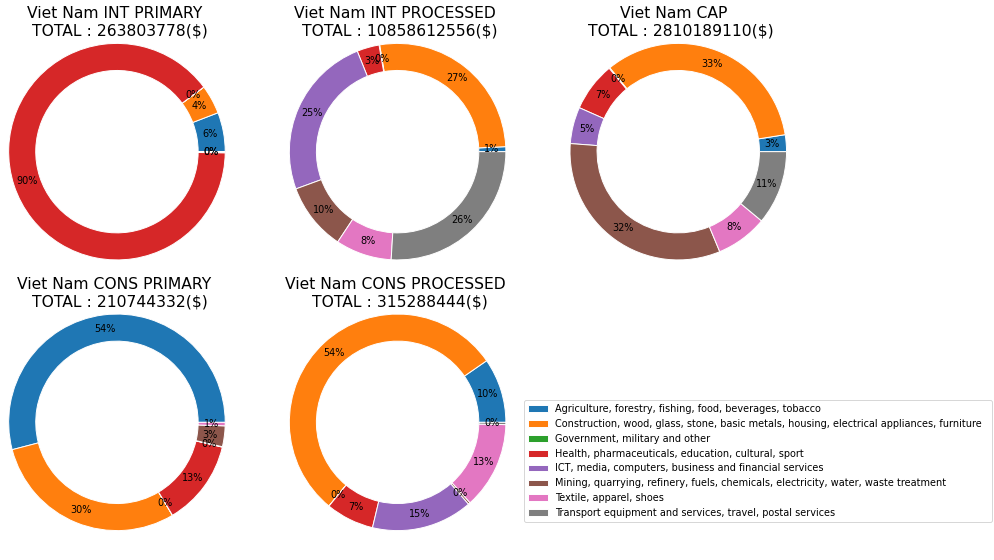 Viet Nam INT PRIMARY
TOTAL : 263803778($)
0%
4%
6%
0%
0%
90%
Viet Nam INT PROCESSED
TOTAL : 10858612556($)
3%
0%
27%
25%
1%
10%
8%
26%
Viet Nam CAP
TOTAL : 2810189110($)
33%
0%
7%
5%
3%
11%
32%
8%
Viet Nam CONS PRIMARY
TOTAL : 210744332($)
54%
1%
3%
0%
13%
0%
30%
Viet Nam CONS PROCESSED
TOTAL : 315288444($)
54%
10%
0%
13%
0%
0%
7%
15%
Agriculture, forestry, fishing, food, beverages, tobacco
Construction, wood, glass, stone, basic metals, housing, electrical appliances, furniture
Government, military and other
Health, pharmaceuticals, education, cultural, sport
ICT, media, computers, business and financial services
Mining, quarrying, refinery, fuels, chemicals, electricity, water, waste treatment
Textile, apparel, shoes
Transport equipment and services, travel, postal services